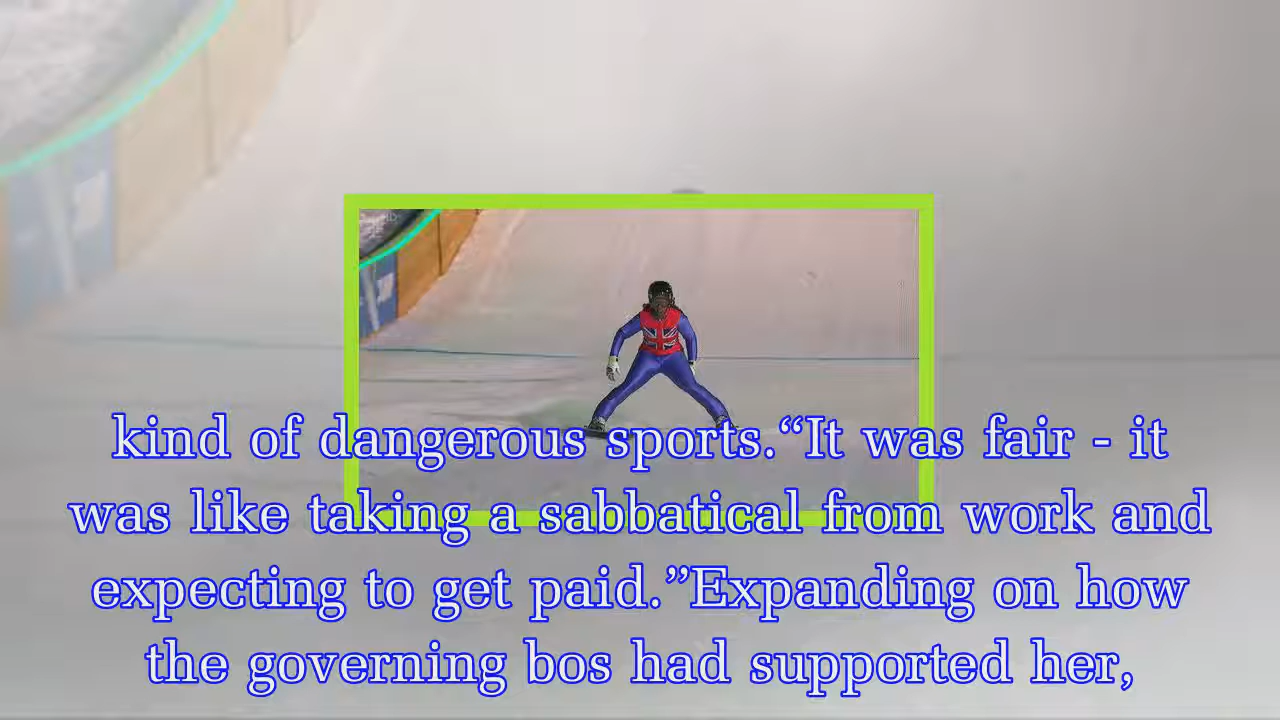 kind of dangerous sports.“It was fair - it
was like taking a sabbatical from work and
expecting to get paid.”Expanding on how
the governing bos had supported her,